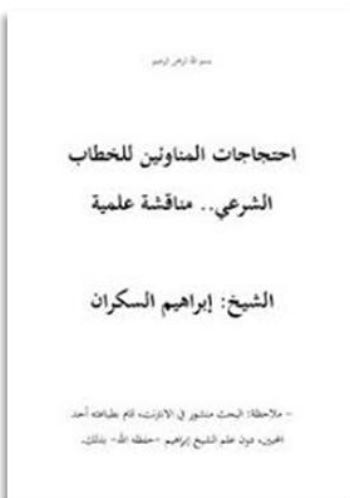 بسم الله الرحمن الرحيم
احتجاجات المناوئين للخطاب
الشرعي.. مناقشة علمية
الشيخ: إبراهيم السكران
- ملاحظة: البحث منشور في الانترنت، قام بطباعته أحد
المحبين، دون علم الشيخ إبراهيم -حفظه الله- بذلك.